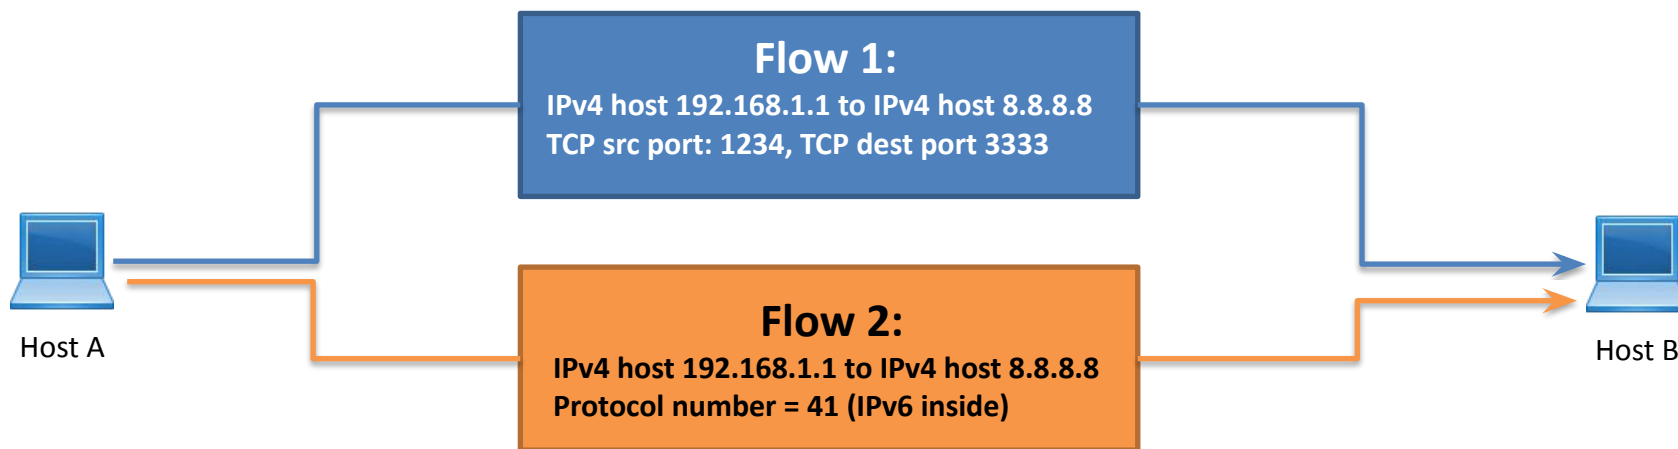 Flow 1:
IPv4 host 192.168.1.1 to IPv4 host 8.8.8.8
TCP src port: 1234, TCP dest port 3333
Host A
Host B
Flow 2:
IPv4 host 192.168.1.1 to IPv4 host 8.8.8.8
Protocol number = 41 (IPv6 inside)